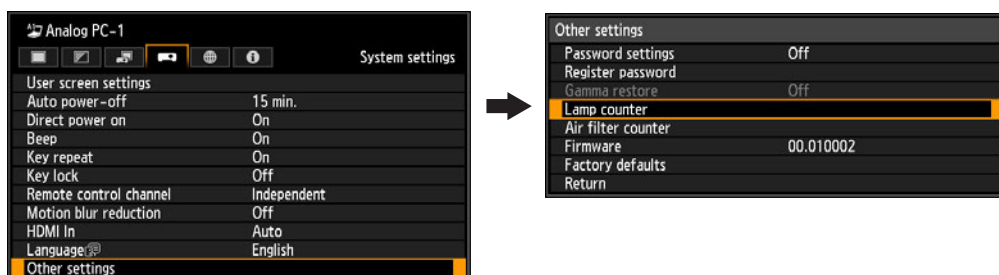 Analog PC-1
System settings
User screen settings
Auto power-off 15 min.
Direct power on On
Beep On
Key repeat On
Key lock Off
Remote control channel Independent
Motion blur reduction Off
HDMI In Auto
Language English
Other settings
Other settings
Password settings Off
Register password
Gamma restore Off
Lamp counter
Air filter counter
Firmware 00.010002
Factory defaults
Return